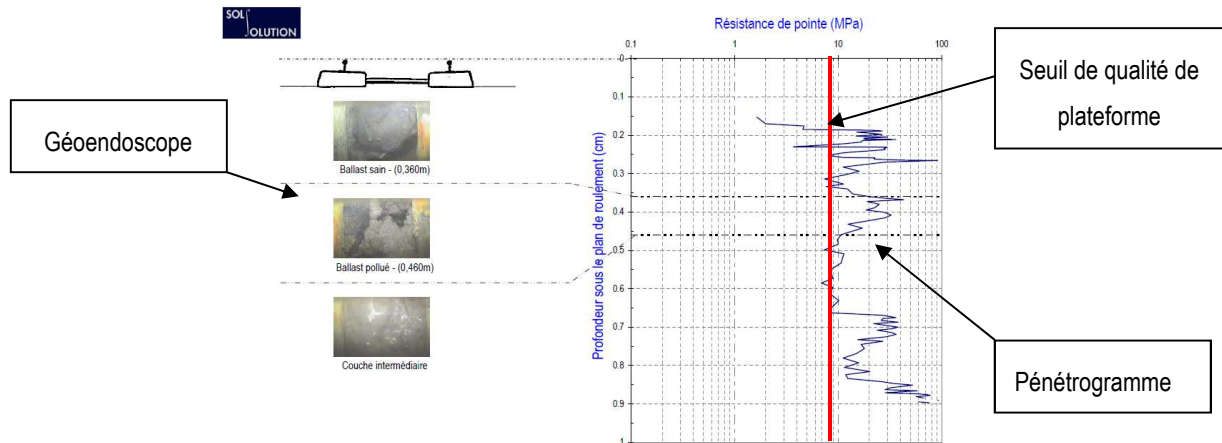 SOL
SOLUTION
Résistance de pointe (MPa)
0.1
1
10
100
0
0.1
0.2
0.3
0.4
0.5
0.6
0.7
0.8
0.9
1
Profondeur sous le plan de roulement (cm)
Géoendoscope
Ballast sain - (0,360m)
Ballast pollué - (0,460m)
Couche intermédiaire
Seuil de qualité de
plateforme
Pénétrogramme